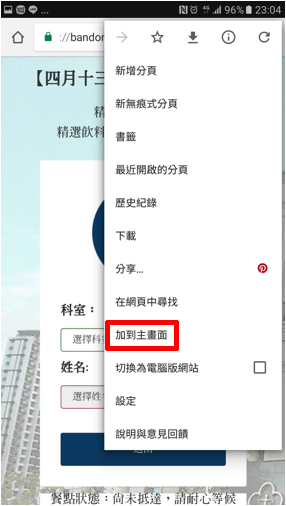 96% 23:04
://bandor
新增分頁
新無痕式分頁
書籤
最近開啟的分頁
歷史紀錄
下載
分享...
在網頁中尋找
加到主畫面
切換為電腦版網站
設定
說明與意見回饋
【四月十三
精
精選飲料
科室：
選擇科
姓名:
選擇姓
餐點狀態：尚未抵達，請耐心等候